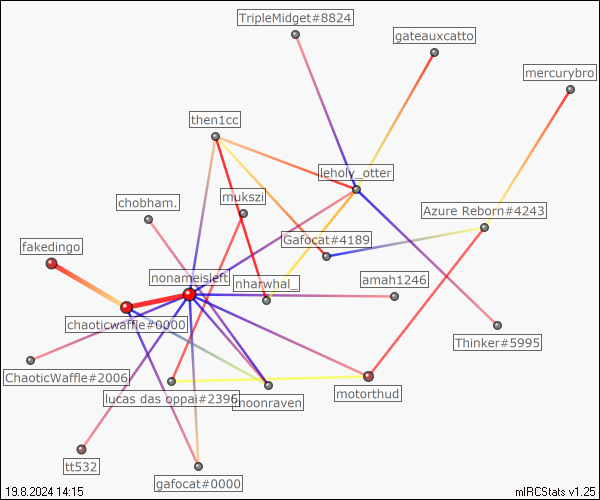 TripleMidget#8824
gateauxcatto
mercurybro
then1cc
leholy_otter
chobham.
mukszi
Azure Reborn#4243
fakedingo
Gafocat#4189
nonameisleft
nharwhal_
amah1246
chaoticwaffle#0000
Thinker#5995
ChaoticWaffle#2006
lucas das oppai#2396
moonraven
motorthud
tt532
gafocat#0000
19.8.2024 14:15
mIRCStats v1.25